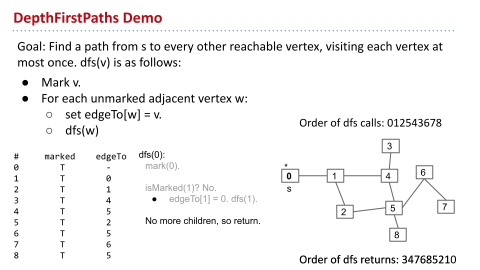 DepthFirstPaths Demo
Goal: Find a path from s to every other reachable vertex, visiting each vertex at
most once. dfs(v) is as follows:
● Mark v.
● For each unmarked adjacent vertex w:
○ set edgeTo[w] = v.
○ dfs(w)
Order of dfs calls: 012543678
# marked edgeTo
0 T -
1 T 0
2 T 1
3 T 4
4 T 5
5 T 2
6 T 5
7 T 6
8 T 5
dfs(0):
mark(0).
isMarked(1)? No.
● edgeTo[1] = 0. dfs(1).
No more children, so return.
*
0
s
1
2
3
4
5
6
7
8
Order of dfs returns: 347685210